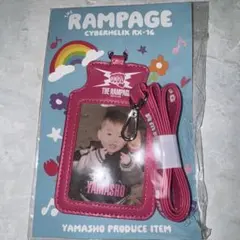 RAMPAGE
CYBERHELIX RX-16
THE RAMPAGE
YAMASHO
YAMASHO PRODUCE ITEM